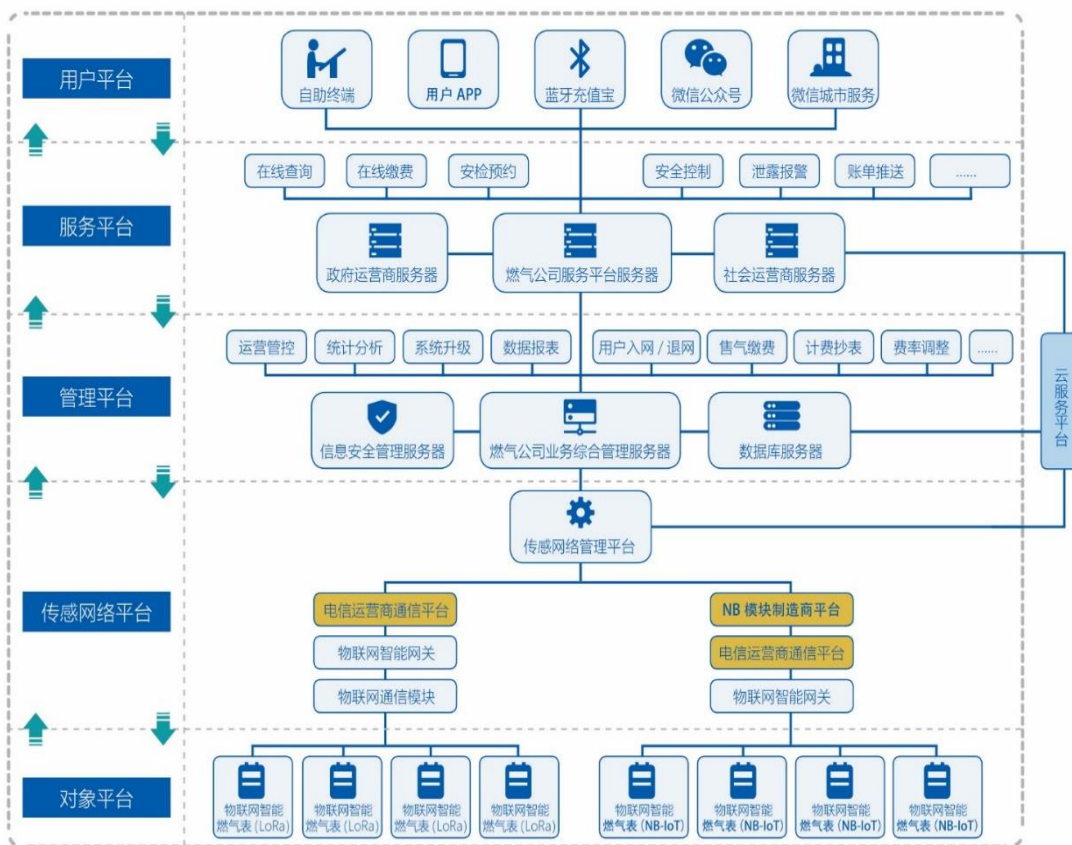 用户平台
自助终端
用户 APP
蓝牙充值宝
微信公众号
微信城市服务
服务平台
在线查询
在线缴费
安检预约
安全控制
泄露报警
账单推送
......
政府运营商服务器
燃气公司服务平台服务器
社会运营商服务器
管理平台
运营管控
统计分析
系统升级
数据报表
用户入网 / 退网
售气缴费
计费抄表
费率调整
......
云服务平台
信息安全管理服务器
燃气公司业务综合管理服务器
数据库服务器
传感网络平台
传感网络管理平台
电信运营商通信平台
物联网智能网关
物联网通信模块
NB 模块制造商平台
电信运营商通信平台
物联网智能网关
对象平台
物联网智能
燃气表 (LoRa)
物联网智能
燃气表 (LoRa)
物联网智能
燃气表 (LoRa)
物联网智能
燃气表 (LoRa)
物联网智能
燃气表 (NB-IoT)
物联网智能
燃气表 (NB-IoT)
物联网智能
燃气表 (NB-IoT)
物联网智能
燃气表 (NB-IoT)